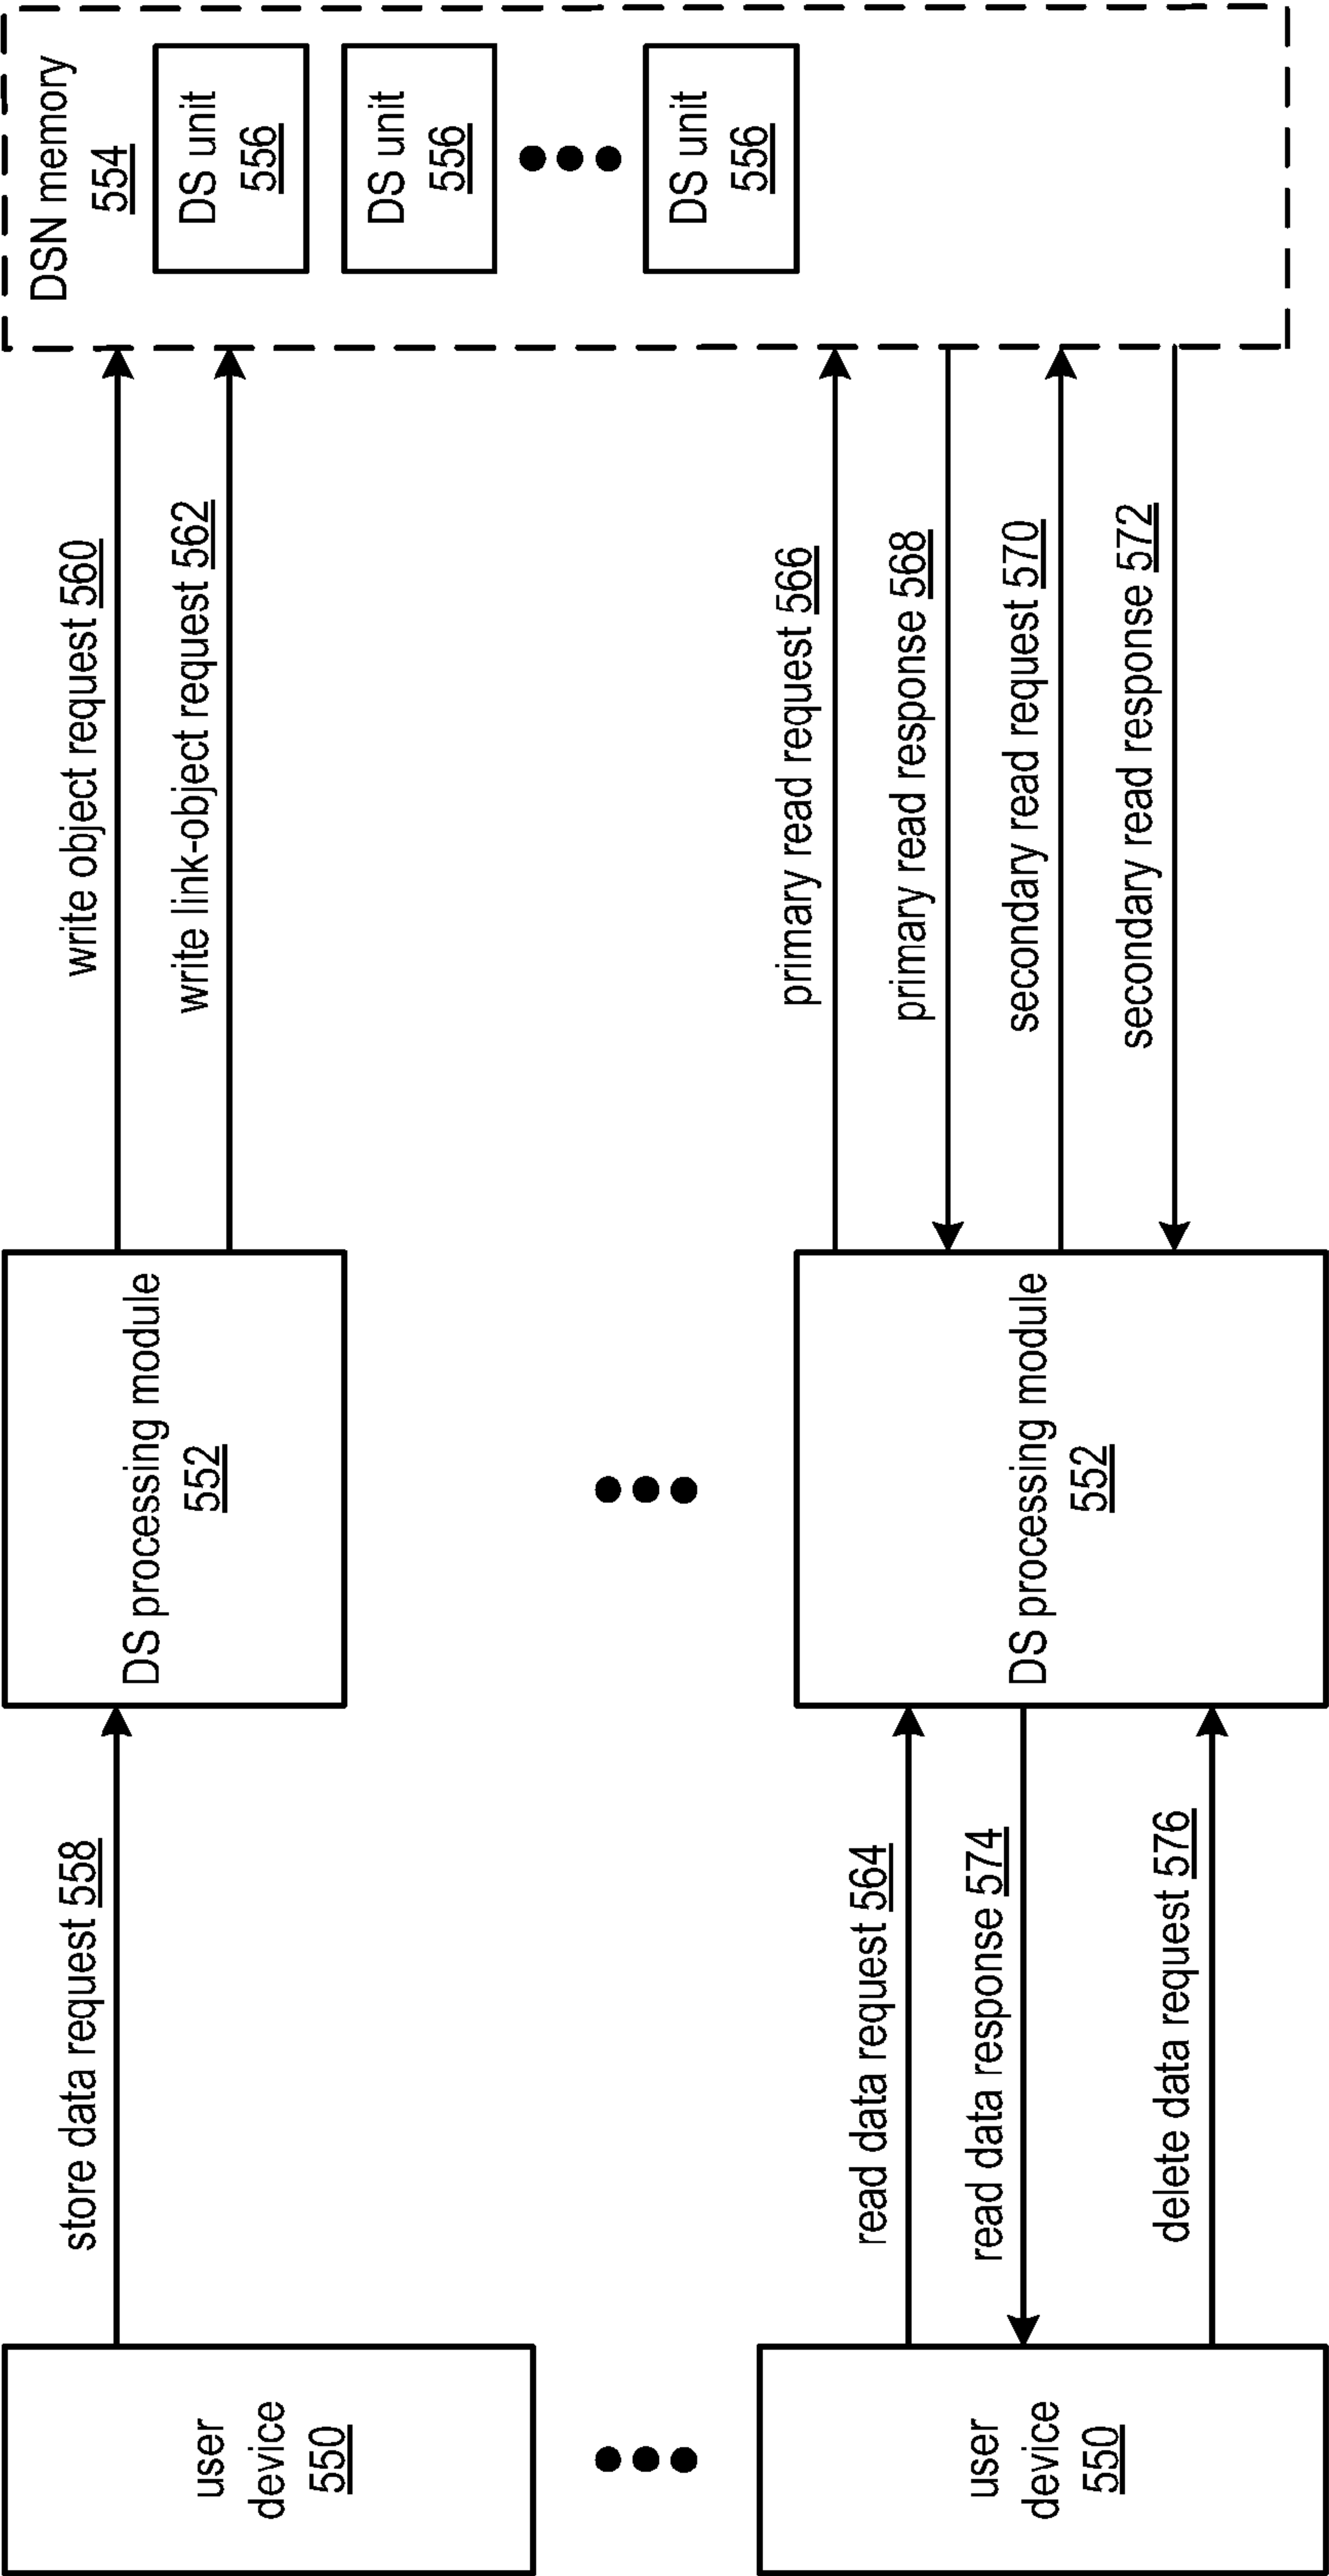 user
device
550
store data request 558
DS processing module
552
write object request 560
write link-object request 562
DSN memory
554
DS unit
556
DS unit
556
DS unit
556
user
device
550
read data request 564
read data response 574
delete data request 576
DS processing module
552
primary read request 566
primary read response 568
secondary read request 570
secondary read response 572